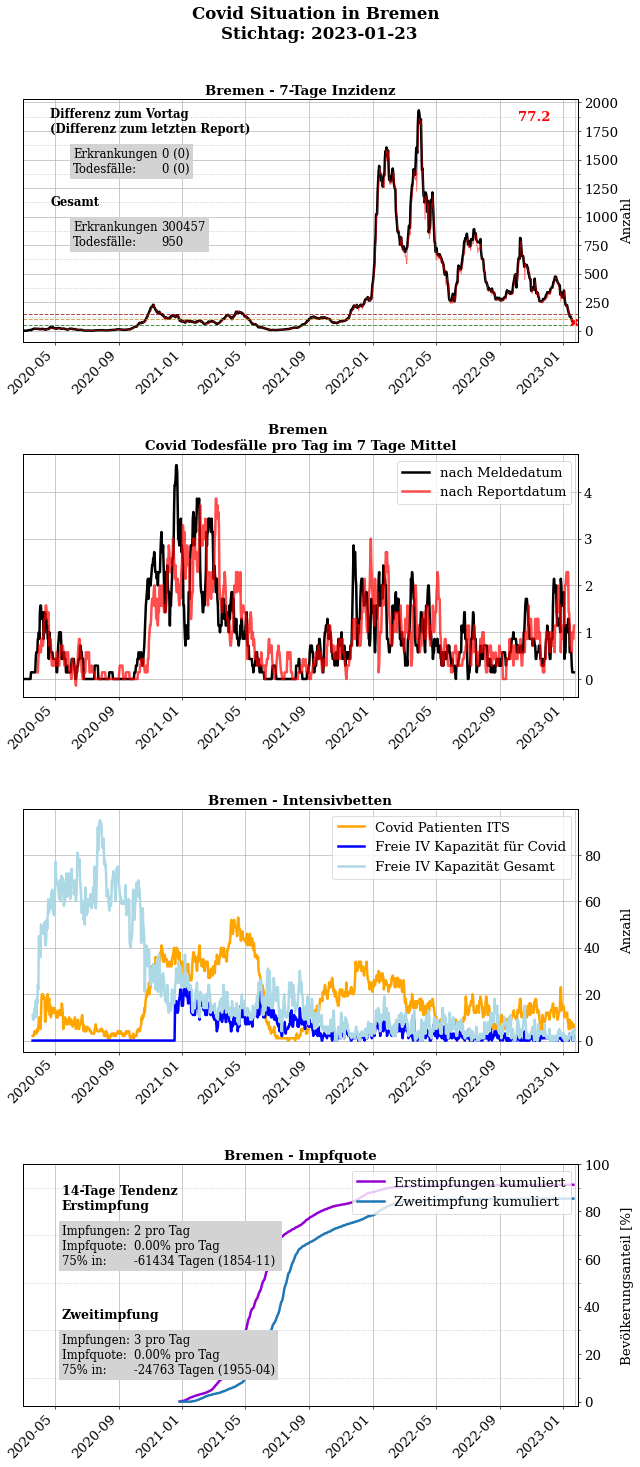 Covid Situation in Bremen
Stichtag: 2023-01-23
Bremen - 7-Tage Inzidenz
Differenz zum Vortag
(Differenz zum letzten Report)
Erkrankungen 0 (0)
Todesfälle: 0 (0)
Gesamt
Erkrankungen 300457
Todesfälle: 950
77.2
2000
1750
1500
1250
1000
750
500
250
0
Anzahl
2020-05 2020-09 2021-01 2021-05 2021-09 2022-01 2022-05 2022-09 2023-01
Bremen
Covid Todesfälle pro Tag im 7 Tage Mittel
nach Meldedatum
nach Reportdatum
4
3
2
1
0
2020-05 2020-09 2021-01 2021-05 2021-09 2022-01 2022-05 2022-09 2023-01
Bremen - Intensivbetten
Covid Patienten ITS
Freie IV Kapazität für Covid
Freie IV Kapazität Gesamt
80
60
40
20
0
Anzahl
2020-05 2020-09 2021-01 2021-05 2021-09 2022-01 2022-05 2022-09 2023-01
Bremen - Impfquote
14-Tage Tendenz
Erstimpfung
Impfungen: 2 pro Tag
Impfquote: 0.00% pro Tag
75% in: -61434 Tagen (1854-11)
Zweitimpfung
Impfungen: 3 pro Tag
Impfquote: 0.00% pro Tag
75% in: -24763 Tagen (1955-04)
Erstimpfungen kumuliert
Zweitimpfung kumuliert
100
80
60
40
20
0
Bevölkerungsanteil [%]
2020-05 2020-09 2021-01 2021-05 2021-09 2022-01 2022-05 2022-09 2023-01